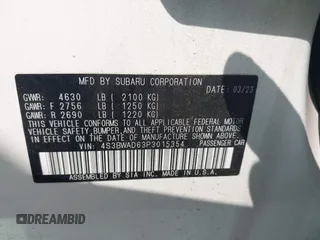 MFD BY SUBARU CORPORATION
GVWR: 4630 LB ( 2100 KG) DATE: 03/23
GAWR: F 2756 LB ( 1250 KG)
GAWR: R 2690 LB ( 1220 KG)
THIS VEHICLE CONFORMS TO ALL APPLICABLE FEDERAL MOTOR
VEHICLE SAFETY, BUMPER, AND THEFT PREVENTION STANDARDS
IN EFFECT ON THE DATE OF MANUFACTURE SHOWN ABOVE.
VIN: 4S3BWAD63P3015354 PASSENGER CAR
ASSEMBLED BY SIA INC. MADE IN U.S.A.
© DREAMBID